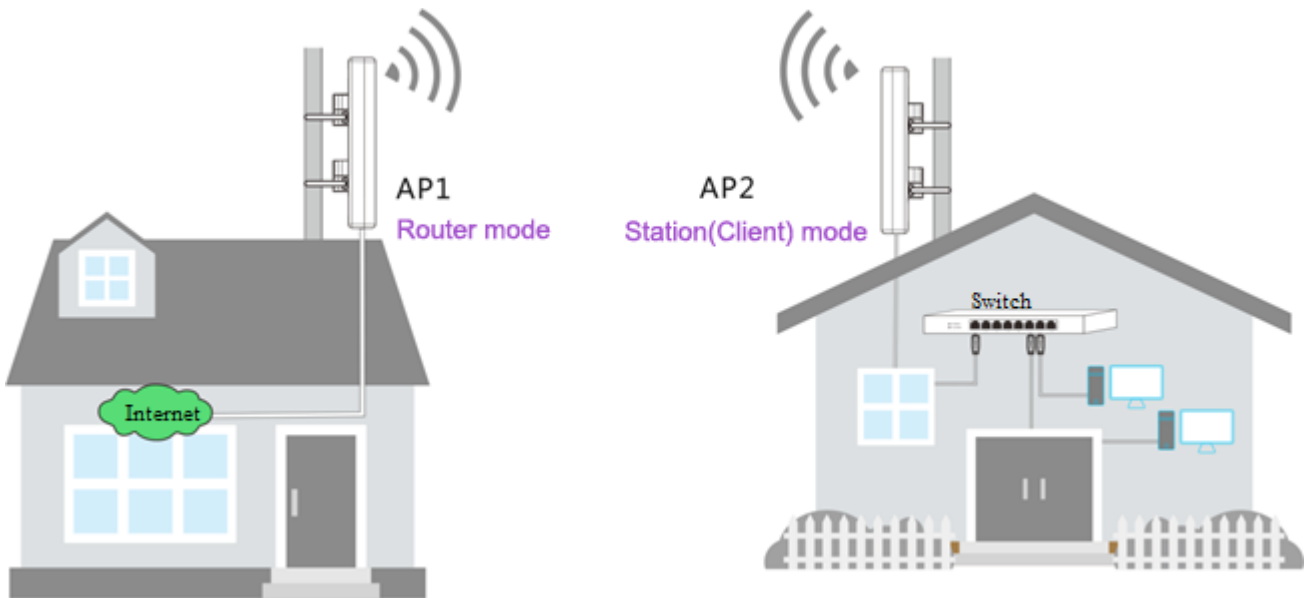 AP1
Router mode
AP2
Station(Client) mode
Switch
Internet